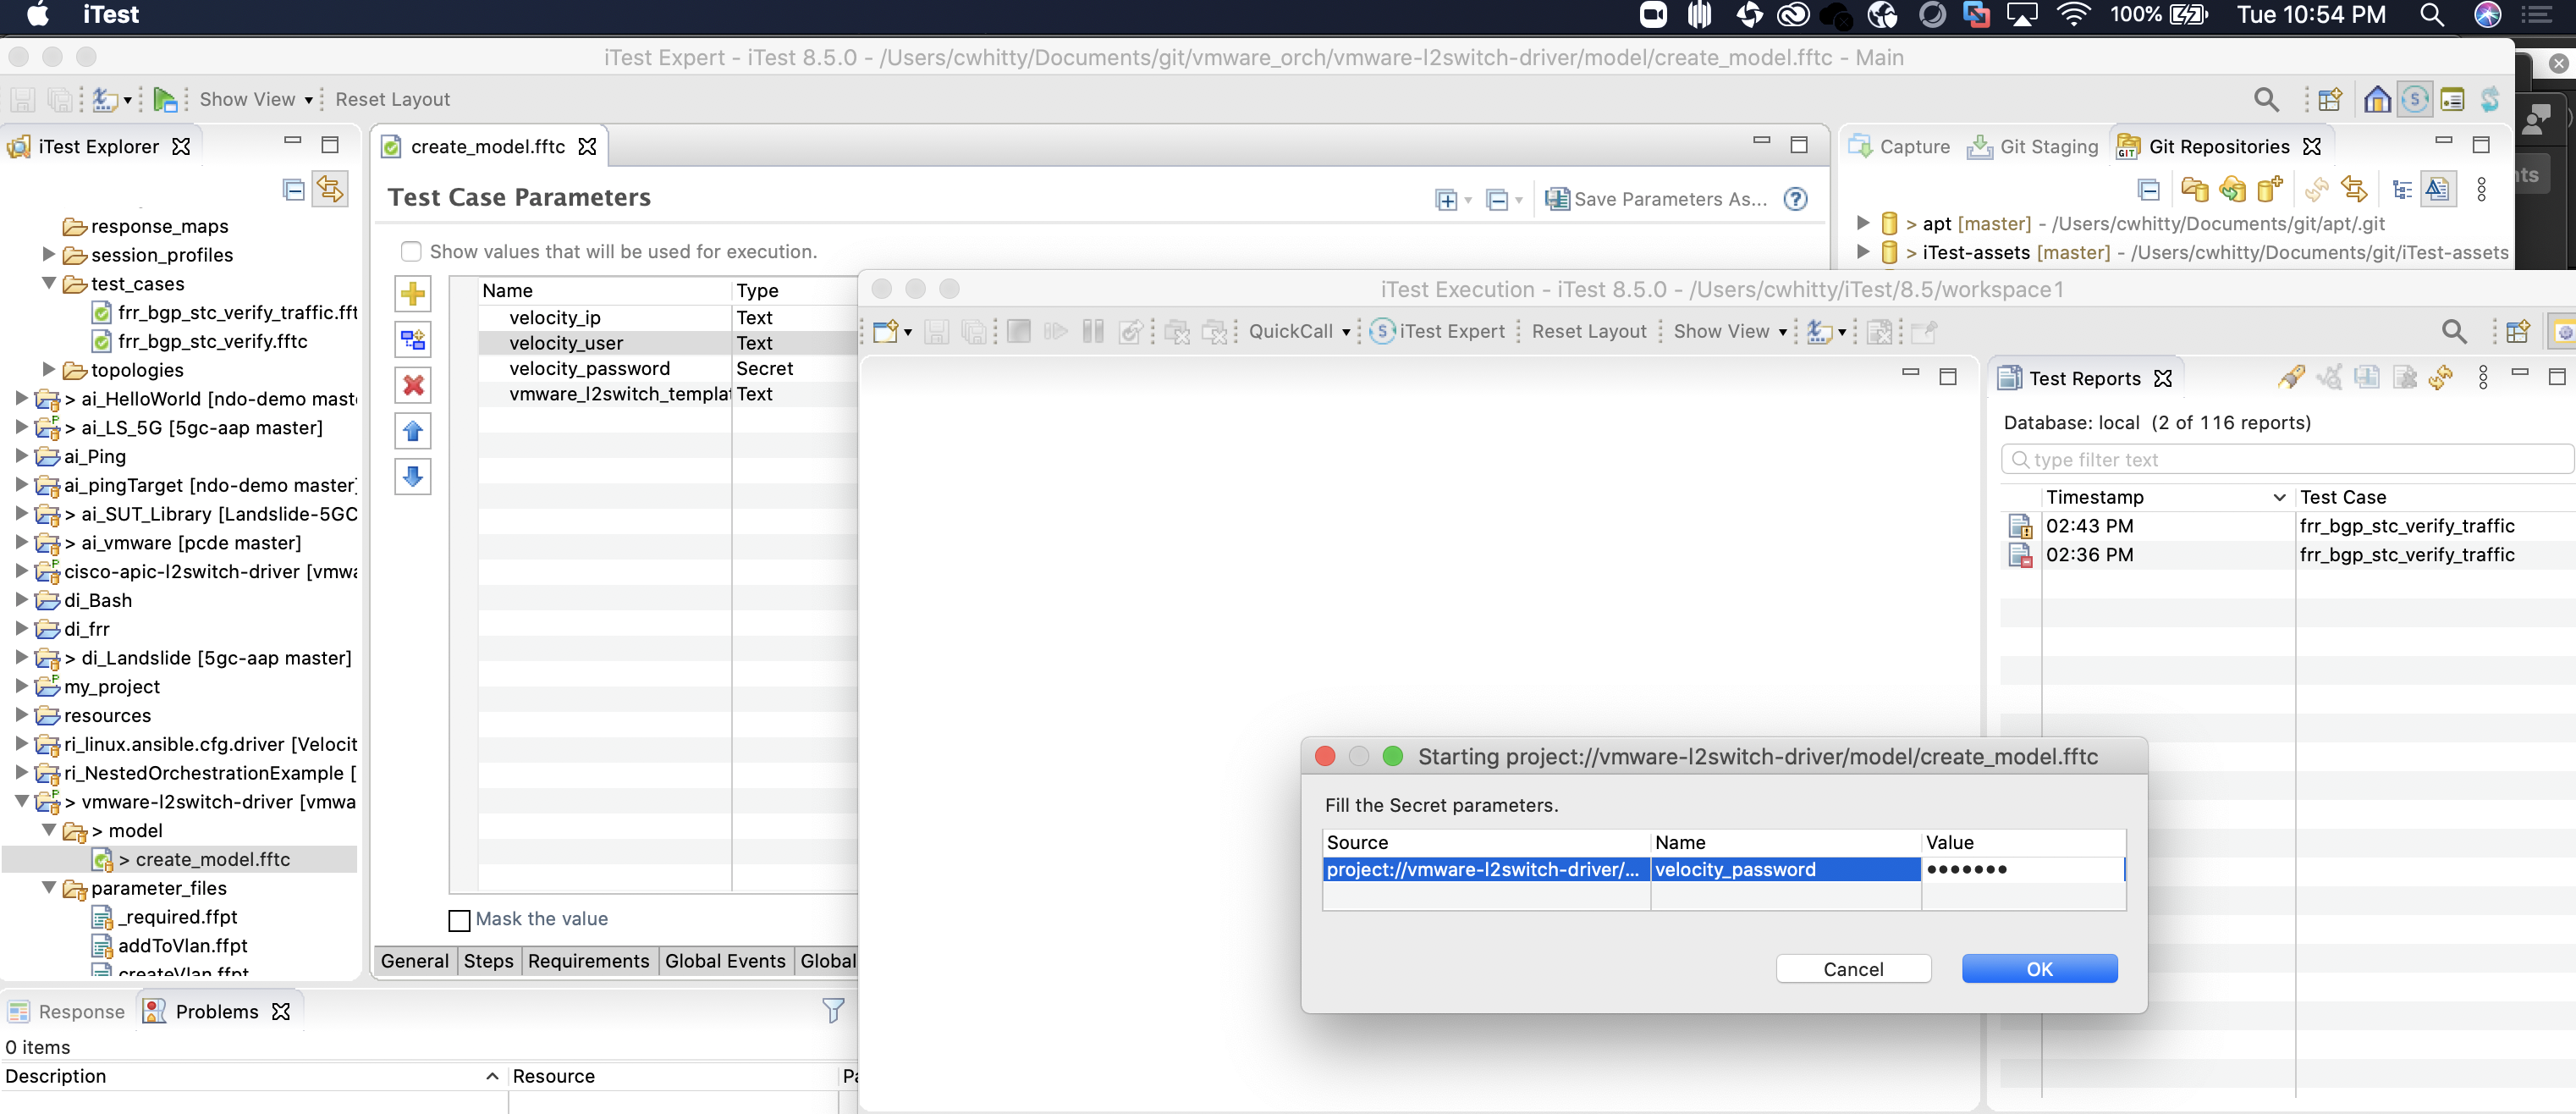 iTest
100%
Tue 10:54 PM
iTest Expert - iTest 8.5.0 - /Users/cwhitty/Documents/git/vmware_orch/vmware-l2switch-driver/model/create_model.fftc - Main
Show View
Reset Layout
iTest Explorer
response_maps
session_profiles
test_cases
frr_bgp_stc_verify_traffic.fft
frr_bgp_stc_verify.fftc
topologies
> ai_HelloWorld [ndo-demo mast
> ai_LS_5G [5gc-aap master]
ai_Ping
ai_pingTarget [ndo-demo master]
> ai_SUT_Library [Landslide-5GC
> ai_vmware [pcde master]
cisco-apic-l2switch-driver [vmwa
di_Bash
di_frr
> di_Landslide [5gc-aap master]
my_project
resources
ri_linux.ansible.cfg.driver [Velocit
ri_NestedOrchestrationExample [
> vmware-l2switch-driver [vmwa
> model
> create_model.fftc
parameter_files
_required.ffpt
addToVlan.ffpt
createVlan.ffpt
create_model.fftc
Test Case Parameters
Save Parameters As...
Show values that will be used for execution.
Name Type
velocity_ip Text
velocity_user Text
velocity_password Secret
vmware_l2switch_templat Text
Mask the value
General Steps Requirements Global Events Global
Response
Problems
0 items
Description Resource Pa
Capture
Git Staging
Git Repositories
GIT
nts
> apt [master] - /Users/cwhitty/Documents/git/apt/.git
> iTest-assets [master] - /Users/cwhitty/Documents/git/iTest-assets
iTest Execution - iTest 8.5.0 - /Users/cwhitty/iTest/8.5/workspace1
QuickCall
iTest Expert
Reset Layout
Show View
Test Reports
Database: local (2 of 116 reports)
type filter text
Timestamp Test Case
02:43 PM frr_bgp_stc_verify_traffic
02:36 PM frr_bgp_stc_verify_traffic
Starting project://vmware-l2switch-driver/model/create_model.fftc
Fill the Secret parameters.
Source Name Value
project://vmware-l2switch-driver/... velocity_password •••••••
Cancel
OK